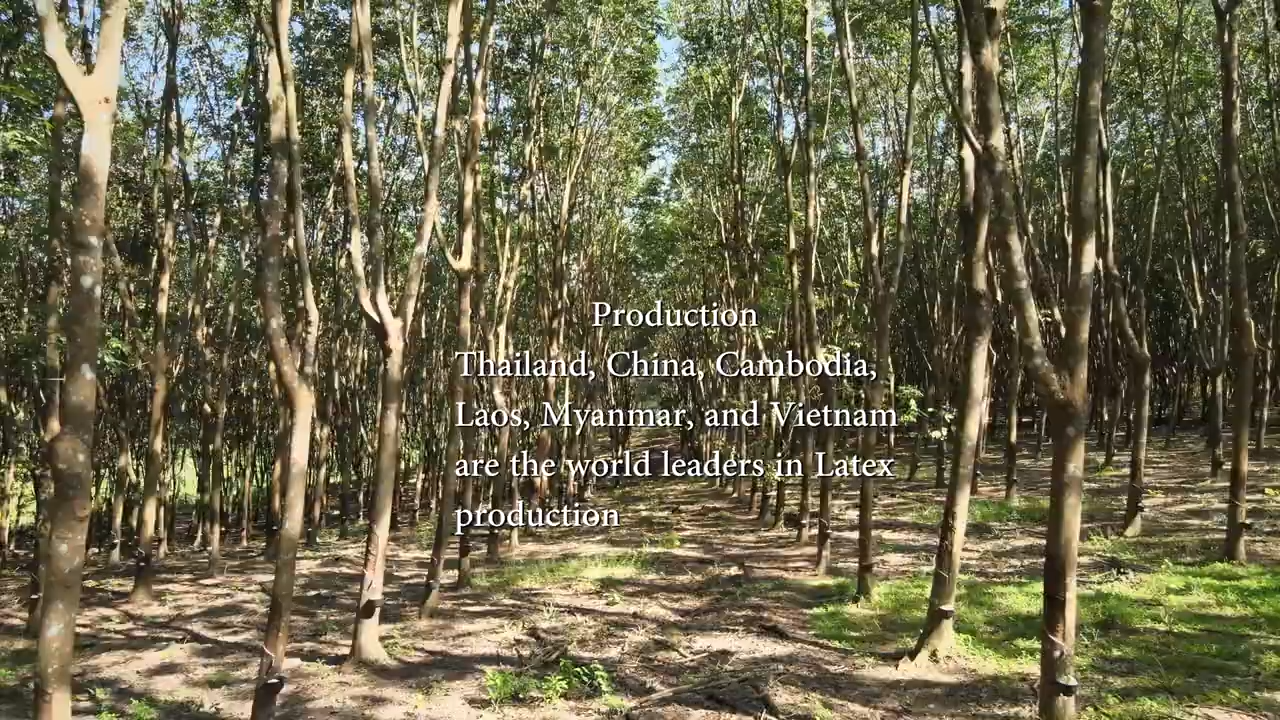 Production
Thailand, China, Cambodia,
Laos, Myanmar, and Vietnam
are the world leaders in Latex
production